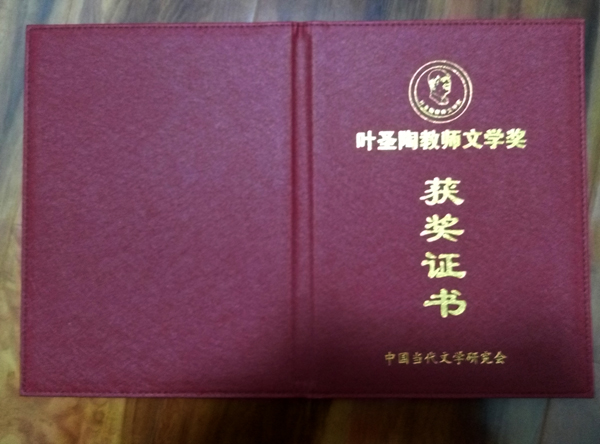 叶圣陶教师文学奖
获
奖
证
书
中国当代文学研究会